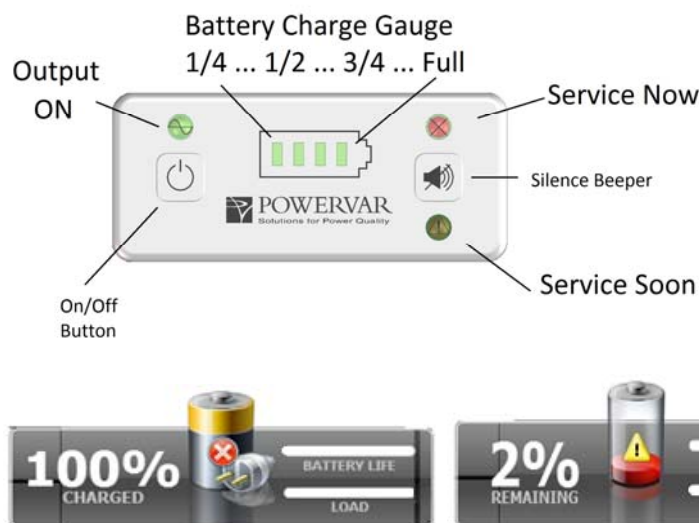 Battery Charge Gauge
1/4 ... 1/2 ... 3/4 ... Full
Output
ON
Service Now
Silence Beeper
POWERVAR
Solutions for Power Quality
Service Soon
On/Off
Button
100%
CHARGED
BATTERY LIFE
LOAD
2%
REMAINING